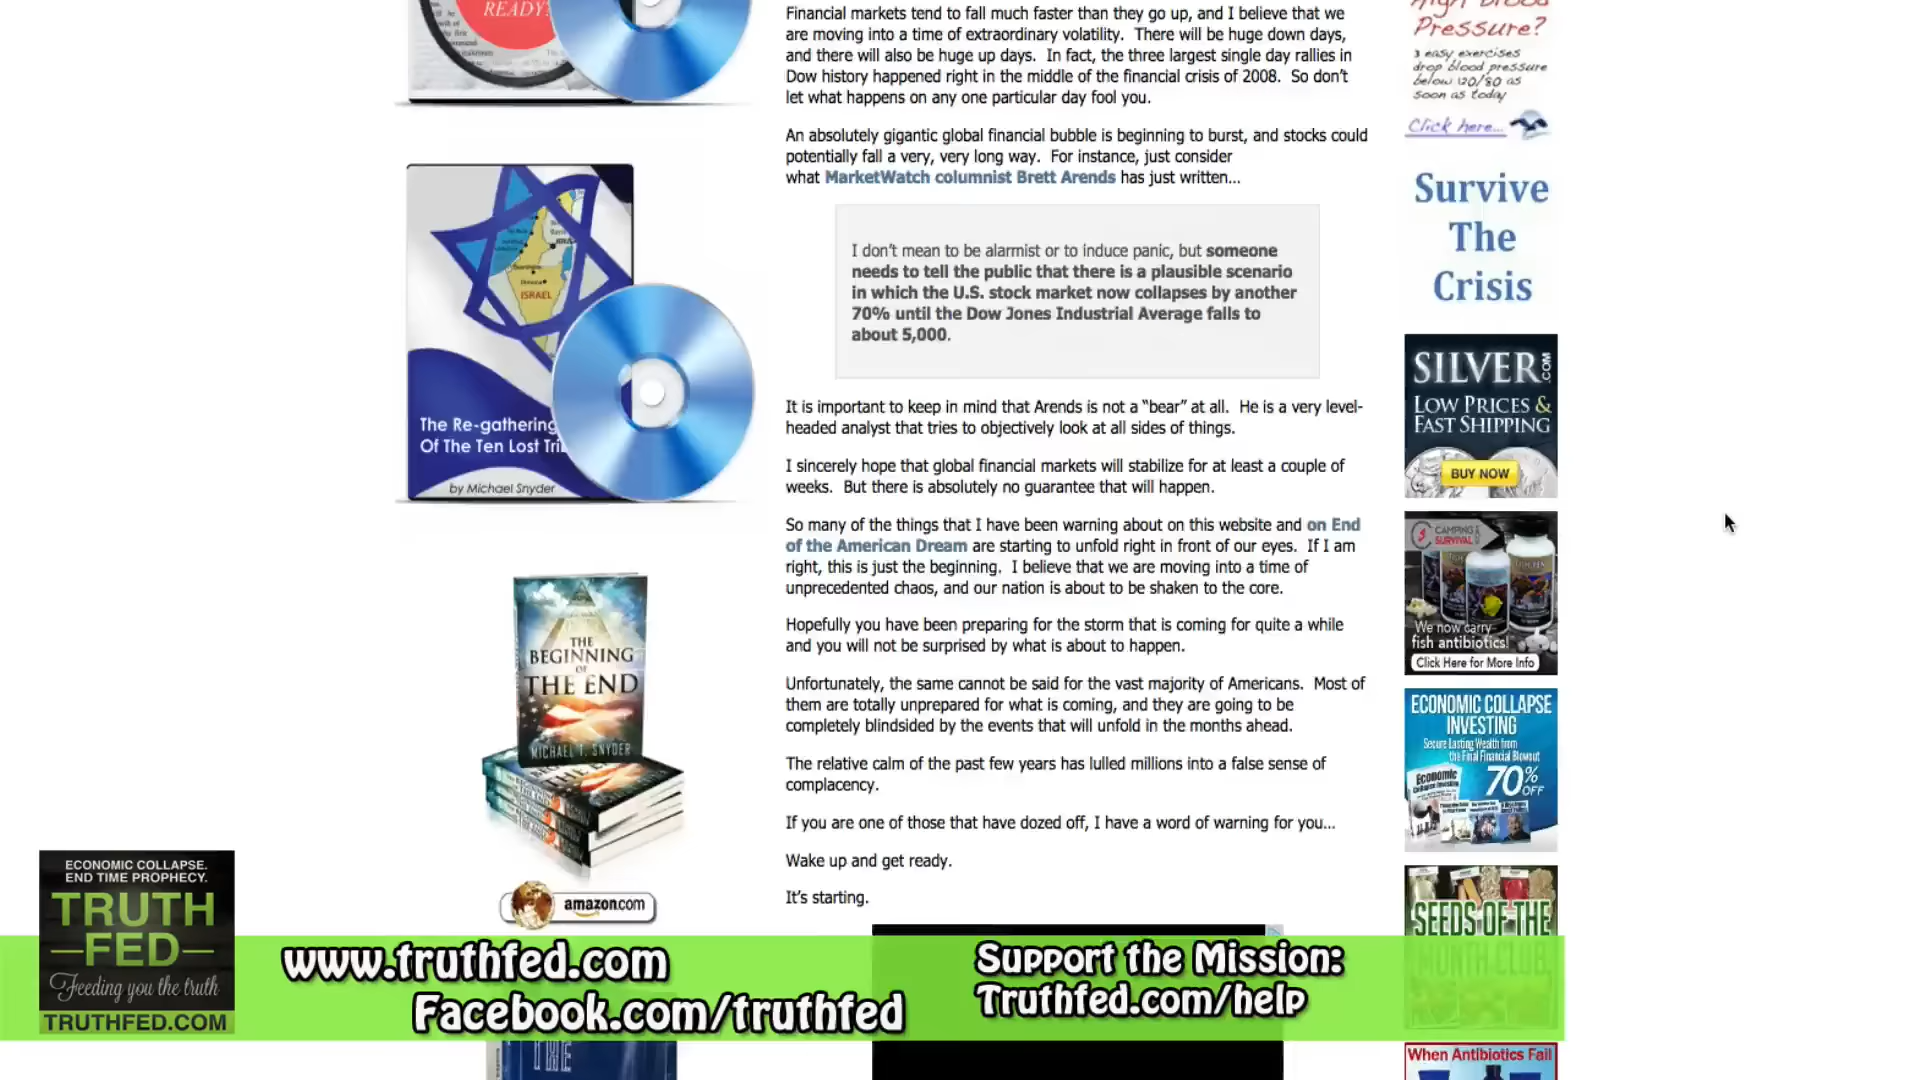 READY?
Financial markets tend to fall much faster than they go up, and I believe that we
are moving into a time of extraordinary volatility. There will be huge down days,
and there will also be huge up days. In fact, the three largest single day rallies in
Dow history happened right in the middle of the financial crisis of 2008. So don't
let what happens on any one particular day fool you.
An absolutely gigantic global financial bubble is beginning to burst, and stocks could
potentially fall a very, very long way. For instance, just consider
what MarketWatch columnist Brett Arends has just written...
I don't mean to be alarmist or to induce panic, but someone
needs to tell the public that there is a plausible scenario
in which the U.S. stock market now collapses by another
70% until the Dow Jones Industrial Average falls to
about 5,000.
It is important to keep in mind that Arends is not a “bear” at all. He is a very level-
headed analyst that tries to objectively look at all sides of things.
I sincerely hope that global financial markets will stabilize for at least a couple of
weeks. But there is absolutely no guarantee that will happen.
So many of the things that I have been warning about on this website and on End
of the American Dream are starting to unfold right in front of our eyes. If I am
right, this is just the beginning. I believe that we are moving into a time of
unprecedented chaos, and our nation is about to be shaken to the core.
Hopefully you have been preparing for the storm that is coming for quite a while
and you will not be surprised by what is about to happen.
Unfortunately, the same cannot be said for the vast majority of Americans. Most of
them are totally unprepared for what is coming, and they are going to be
completely blindsided by the events that will unfold in the months ahead.
The relative calm of the past few years has lulled millions into a false sense of
complacency.
If you are one of those that have dozed off, I have a word of warning for you...
Wake up and get ready.
It's starting.
ISRAEL
The Re-gathering
Of The Ten Lost Tri
by Michael Snyder
THE
BEGINNING
OF
THE END
MICHAEL T. SNYDER
amazon.com
High Blood
Pressure?
3 easy exercises
drop blood pressure
below 120/80 as
soon as today
Click here...
Survive
The
Crisis
SILVER.COM
LOW PRICES &
FAST SHIPPING
BUY NOW
CAMPING
SURVIVAL
We now carry
fish antibiotics!
Click Here for More Info
ECONOMIC COLLAPSE
INVESTING
Secure Lasting Wealth from
the Final Financial Blowout
Economic
70%
OFF
SEEDS OF THE
MONTH CLUB
When Antibiotics Fail
ECONOMIC COLLAPSE.
END TIME PROPHECY.
TRUTH
FED
Feeding you the truth
TRUTHFED.COM
www.truthfed.com
Facebook.com/truthfed
Support the Mission:
Truthfed.com/help
THE